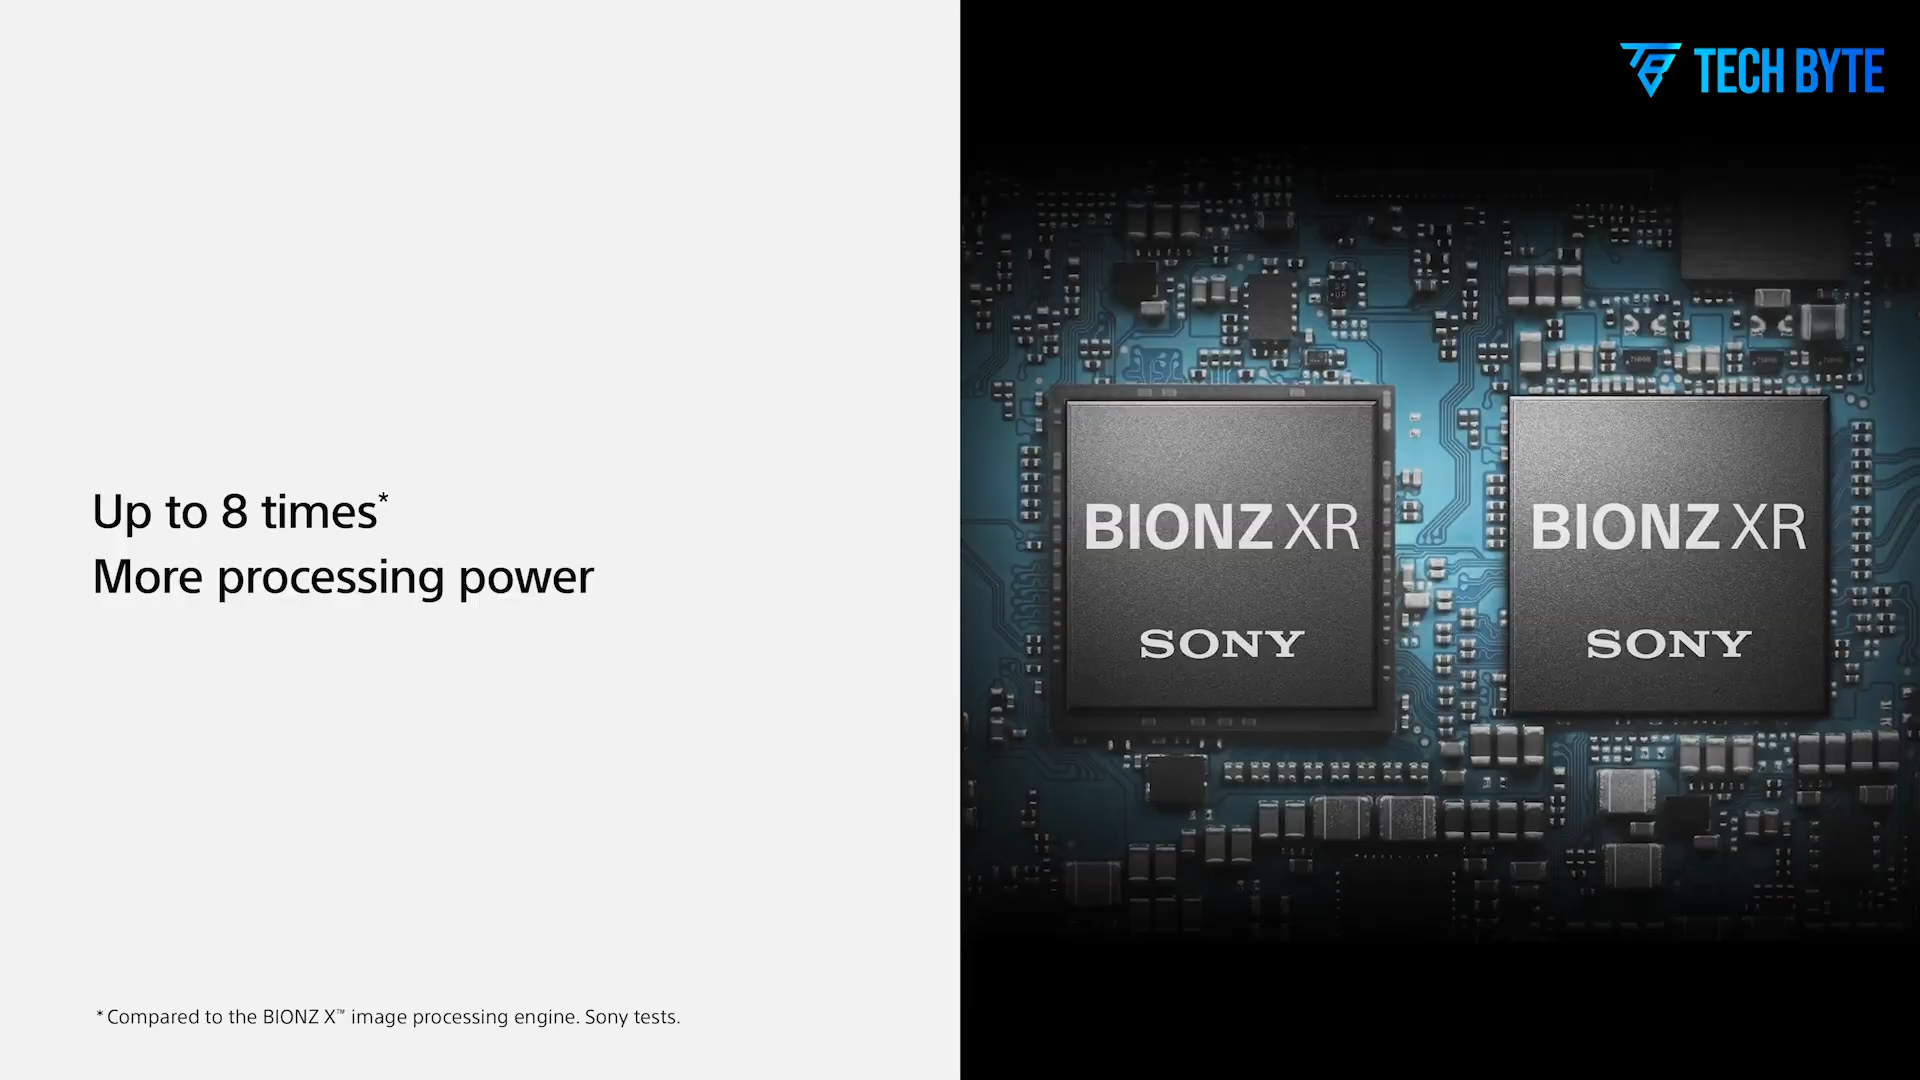 TECH BYTE
Up to 8 times*
More processing power
BIONZ XR
SONY
BIONZ XR
SONY
* Compared to the BIONZ X™ image processing engine. Sony tests.